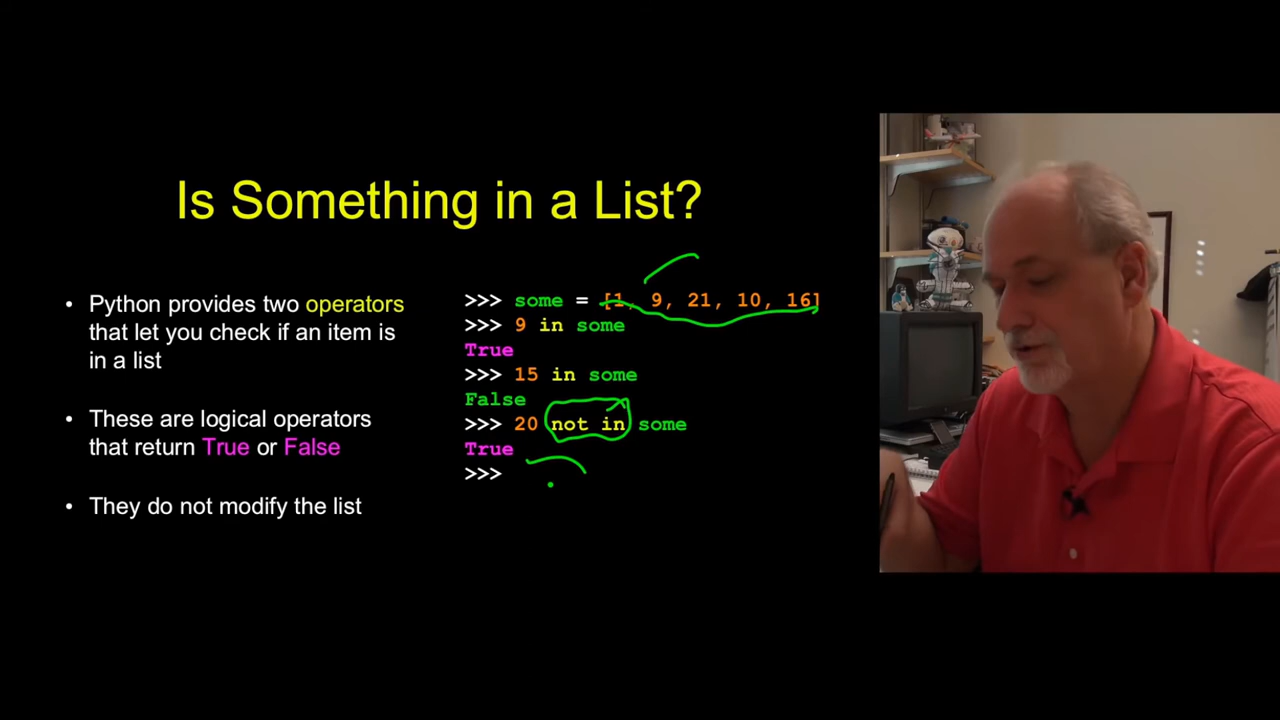 Is Something in a List?
• Python provides two operators
that let you check if an item is
in a list
• These are logical operators
that return True or False
• They do not modify the list
>>> some = [1, 9, 21, 10, 16]
>>> 9 in some
True
>>> 15 in some
False
>>> 20 not in some
True
>>>